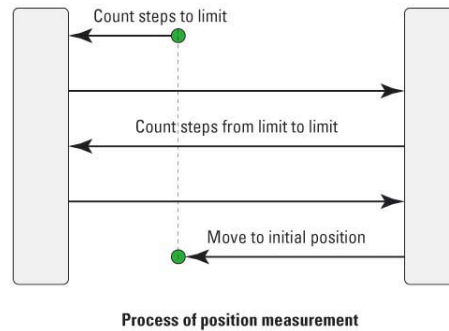 Count steps to limit
Count steps from limit to limit
Move to initial position
Process of position measurement